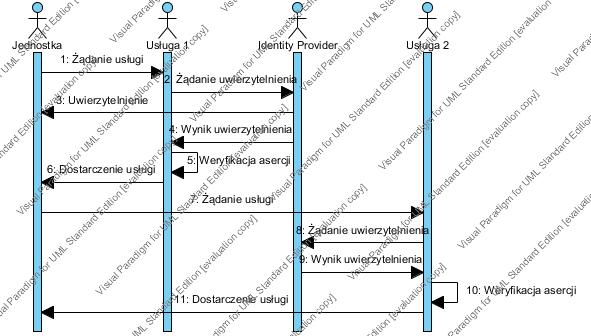 Jednostka Usługa 1 Identity Provider Usługa 2
1: Żądanie usługi
2 Żądanie uwierzytelnienia
3: Uwierzytelnienie
4: Wynik uwierzytelnienia
5: Weryfikacja asercji
6: Dostarczenie usługi
7: Żądanie usługi
8: Żądanie uwierzytelnienia
9: Wynik uwierzytelnienia
10: Weryfikacja asercji
11: Dostarczenie usługi
Visual Paradigm for UML Standard Edition [evaluation copy]